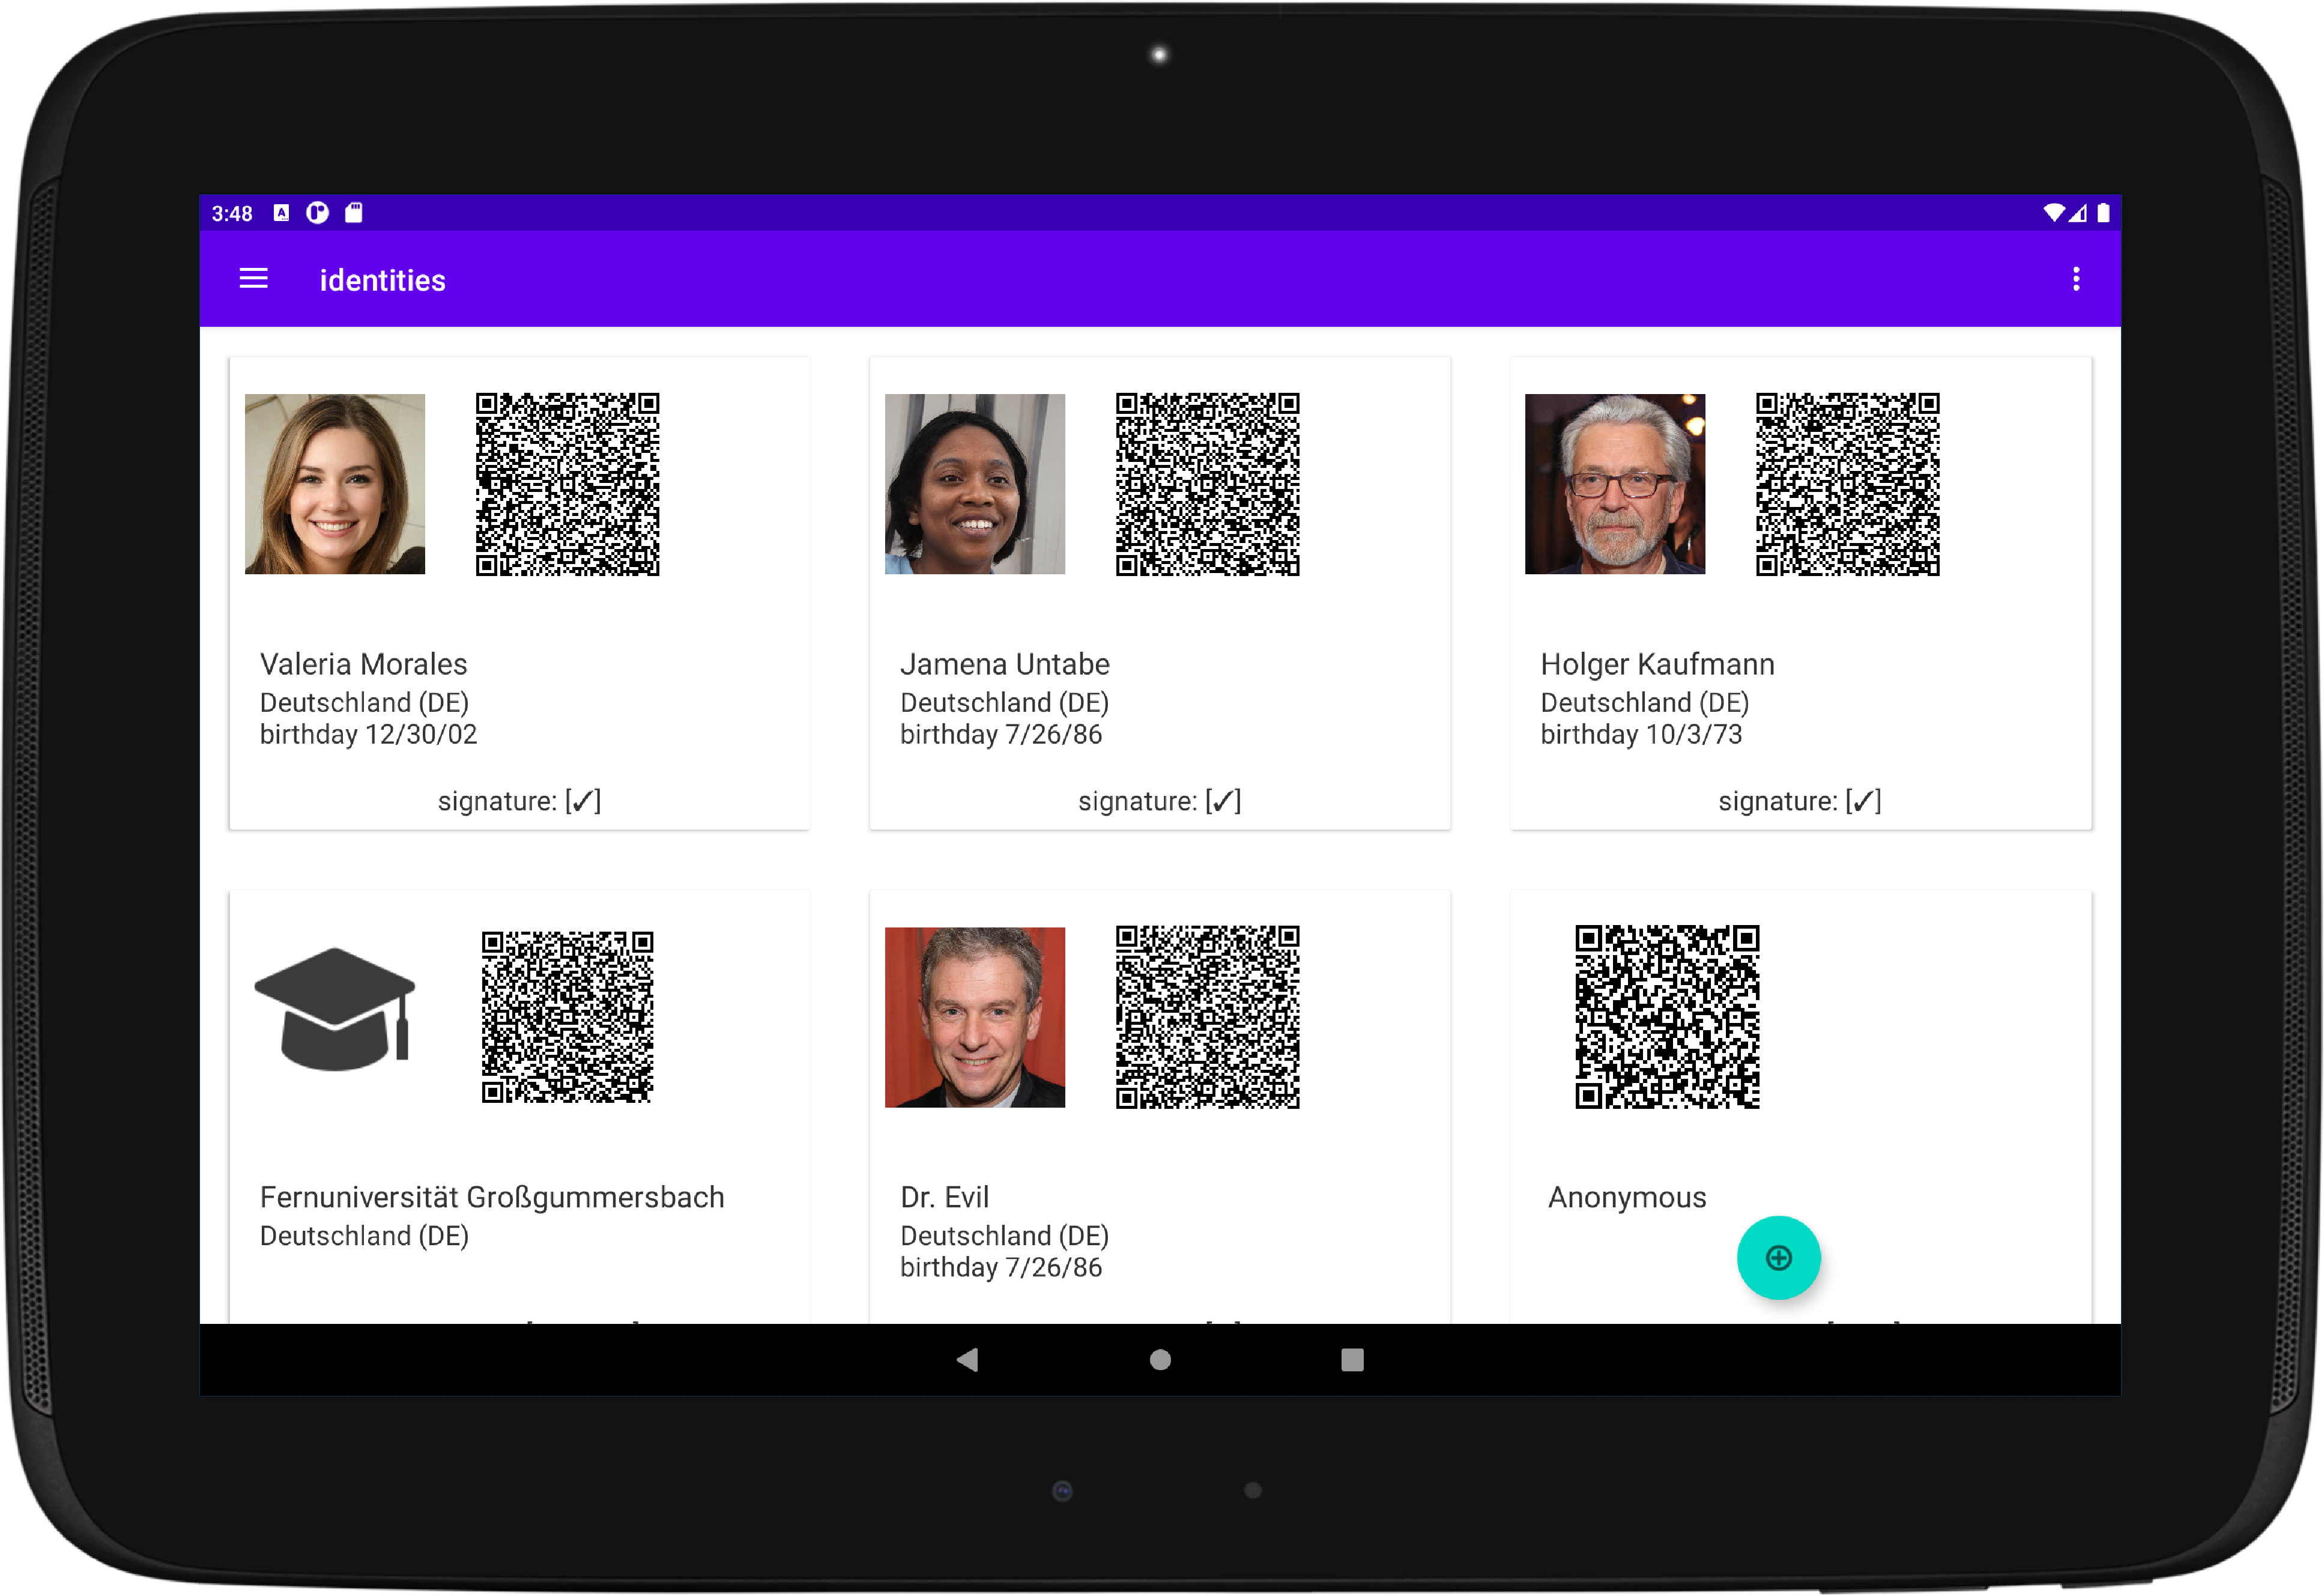 3:48
identities
Valeria Morales
Deutschland (DE)
birthday 12/30/02
signature: [✓]
Jamena Untabe
Deutschland (DE)
birthday 7/26/86
signature: [✓]
Holger Kaufmann
Deutschland (DE)
birthday 10/3/73
signature: [✓]
Fernuniversität Großgummersbach
Deutschland (DE)
Dr. Evil
Deutschland (DE)
birthday 7/26/86
Anonymous